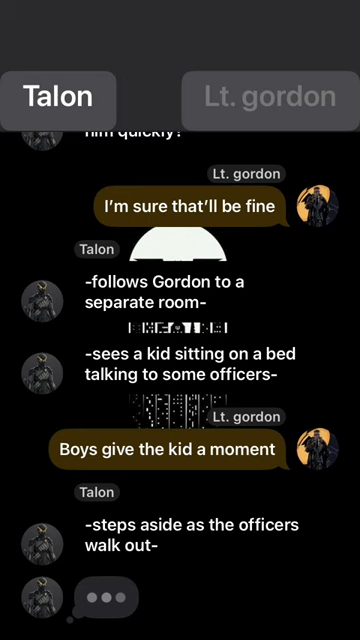 Talon
Lt. gordon
him quickly?
Lt. gordon
I'm sure that'll be fine
Talon
-follows Gordon to a
separate room-
-sees a kid sitting on a bed
talking to some officers-
Lt. gordon
Boys give the kid a moment
Talon
-steps aside as the officers
walk out-